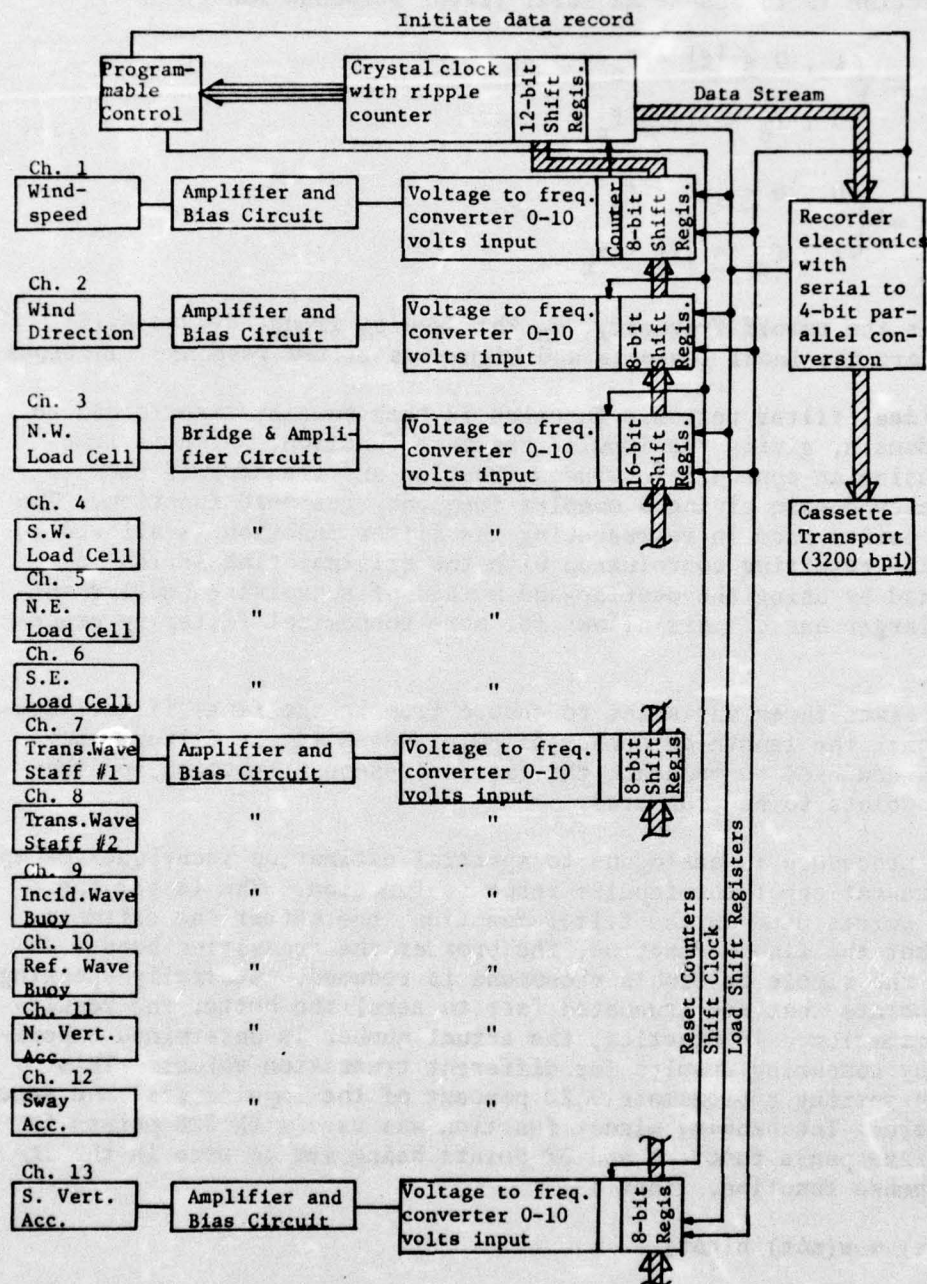 Initiate data record
Program-
mable
Control
Crystal clock
with ripple
counter
12-bit
Shift
Regis.
Data Stream
Ch. 1
Wind-
speed
Amplifier and
Bias Circuit
Voltage to freq.
converter 0-10
volts input
Counter
8-bit
Shift
Regis.
Recorder
electronics
with
serial to
4-bit par-
allel con-
version
Ch. 2
Wind
Direction
Amplifier and
Bias Circuit
Voltage to freq.
converter 0-10
volts input
8-bit
Shift
Regis.
Ch. 3
N.W.
Load Cell
Bridge & Ampli-
fier Circuit
Voltage to freq.
converter 0-10
volts input
16-bit
Shift
Regis.
Cassette
Transport
(3200 bpi)
Ch. 4
S.W.
Load Cell
" "
Ch. 5
N.E.
Load Cell
" "
Ch. 6
S.E.
Load Cell
" "
Ch. 7
Trans.Wave
Staff #1
Amplifier and
Bias Circuit
Voltage to freq.
converter 0-10
volts input
8-bit
Shift
Regis.
Ch. 8
Trans.Wave
Staff #2
" "
Ch. 9
Incid.Wave
Buoy
" "
Ch. 10
Ref. Wave
Buoy
" "
Ch. 11
N. Vert.
Acc.
" "
Ch. 12
Sway
Acc.
" "
Reset Counters
Shift Clock
Load Shift Registers
Ch. 13
S. Vert.
Acc.
Amplifier and
Bias Circuit
Voltage to freq.
converter 0-10
volts input
8-bit
Shift
Regis.